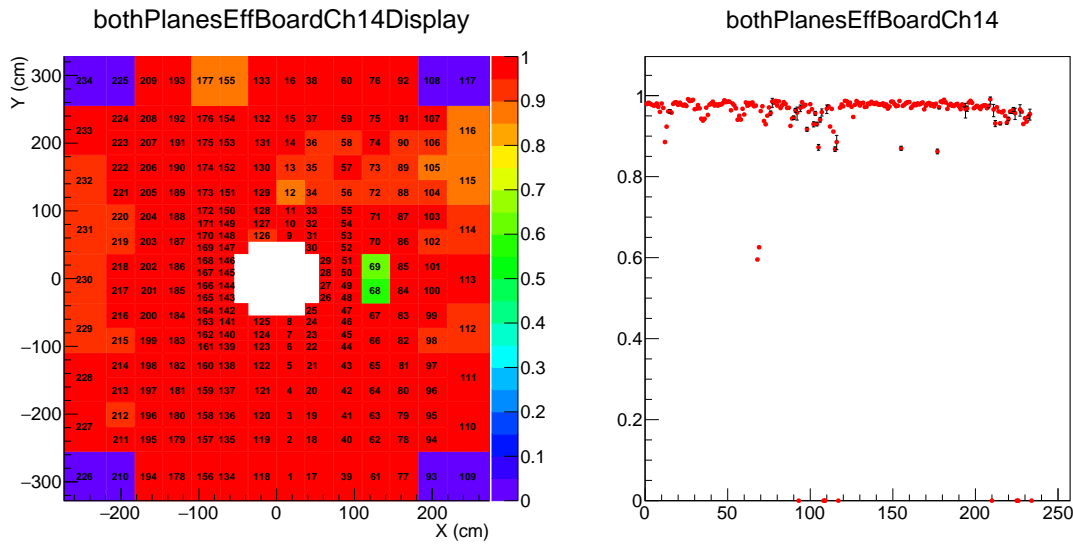 bothPlanesEffBoardCh14Display
bothPlanesEffBoardCh14
Y (cm)
300
200
100
0
−100
−200
−300
234 225 209 193 177 155 133 16 38 60 76 92 108 117
233 224 208 192 176 154 132 15 37 59 75 91 107 116
223 207 191 175 153 131 14 36 58 74 90 106
232 222 206 190 174 152 130 13 35 57 73 89 105 115
221 205 189 173 151 129 12 34 56 72 88 104
231 220 204 188 172 150 128 11 33 55 71 87 103 114
171 149 127 10 32 54
219 203 187 170 148 126 9 31 53 70 86 102
169 147 30 52
230 218 202 186 168 146 29 51 69 85 101 113
167 145 28 50
217 201 185 166 144 27 49 68 84 100
165 143 26 48
229 216 200 184 164 142 25 47 67 83 99 112
163 141 125 8 24 46
215 199 183 162 140 124 7 23 45 66 82 98
161 139 123 6 22 44
228 214 198 182 160 138 122 5 21 43 65 81 97 111
213 197 181 159 137 121 4 20 42 64 80 96
227 212 196 180 158 136 120 3 19 41 63 79 95 110
211 195 179 157 135 119 2 18 40 62 78 94
226 210 194 178 156 134 118 1 17 39 61 77 93 109
−200 −100 0 100 200
X (cm)
1
0.9
0.8
0.7
0.6
0.5
0.4
0.3
0.2
0.1
0
1
0.8
0.6
0.4
0.2
0
0 50 100 150 200 250